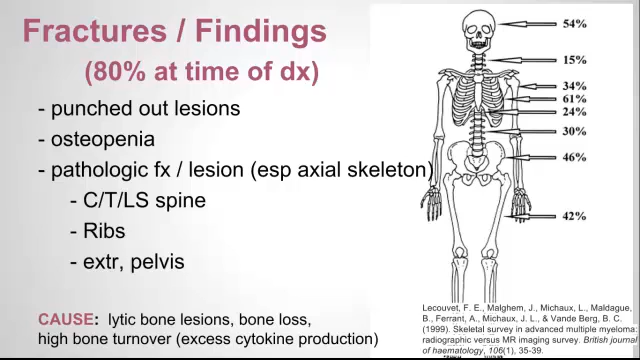 Fractures / Findings
(80% at time of dx)
- punched out lesions
- osteopenia
- pathologic fx / lesion (esp axial skeleton)
- C/T/LS spine
- Ribs
- extr, pelvis
CAUSE: lytic bone lesions, bone loss,
high bone turnover (excess cytokine production)
54%
15%
34%
61%
24%
30%
46%
42%
Lecouvet, F. E., Malghem, J., Michaux, L., Maldague,
B., Ferrant, A., Michaux, J. L., & Vande Berg, B. C.
(1999). Skeletal survey in advanced multiple myeloma:
radiographic versus MR imaging survey. British journal
of haematology, 106(1), 35-39.